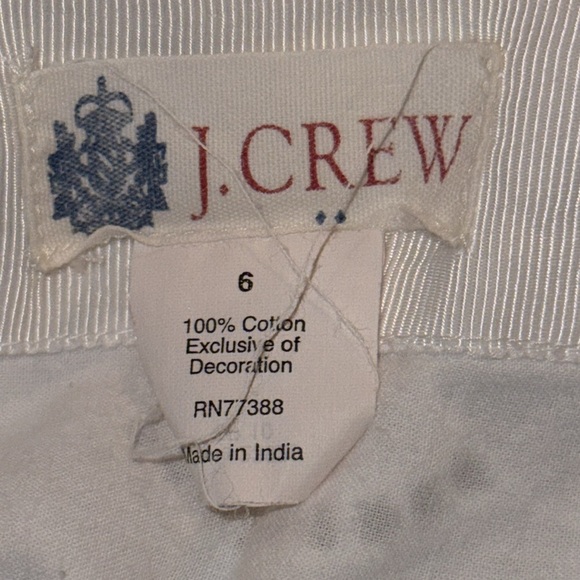 J.CREW
6
100% Cotton
Exclusive of
Decoration
RN77388
Made in India